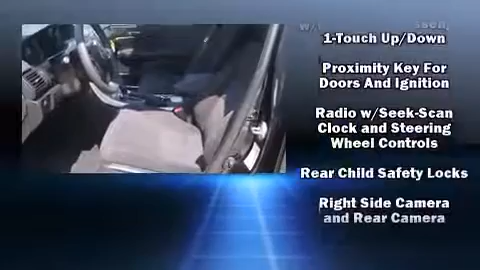 1-Touch Up/Down
Proximity Key For
Doors And Ignition
Radio w/Seek-Scan
Clock and Steering
Wheel Controls
Rear Child Safety Locks
Right Side Camera
and Rear Camera